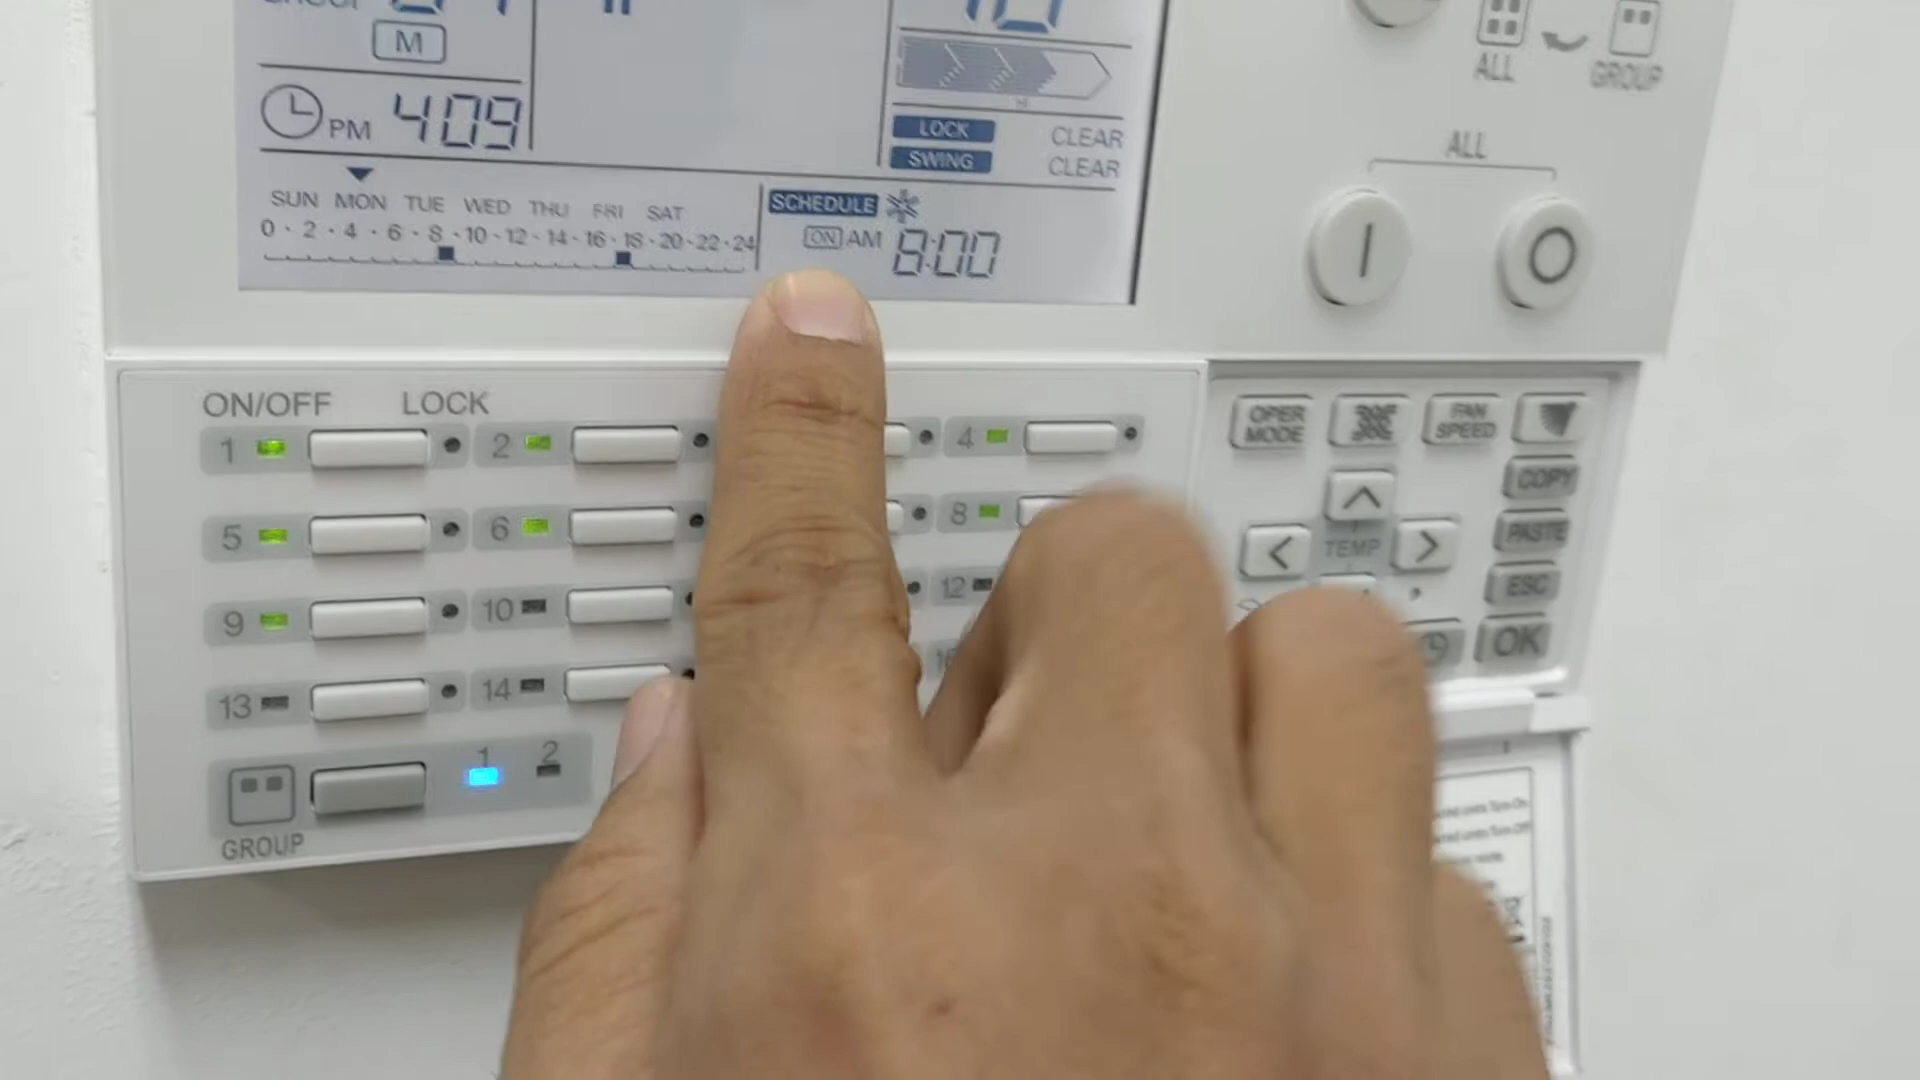 M
PM 409
LOCK CLEAR
SWING CLEAR
SUN MON TUE WED THU FRI SAT
0 · 2 · 4 · 6 · 8 · 10 · 12 · 14 · 16 · 18 · 20 · 22 · 24
SCHEDULE
ON AM 8:00
ALL GROUP
ALL
ON/OFF LOCK
1 2 4
5 6 8
9 10 12
13 14
1 2
GROUP
OPER MODE
FAN SPEED
COPY
TEMP
PASTE
ESC
OK